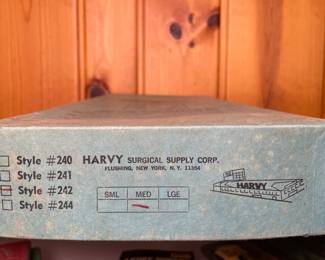 Style #240
Style #241
Style #242
Style #244
HARVY SURGICAL SUPPLY CORP.
FLUSHING, NEW YORK, N. Y. 11354
SML MED LGE
HARVY